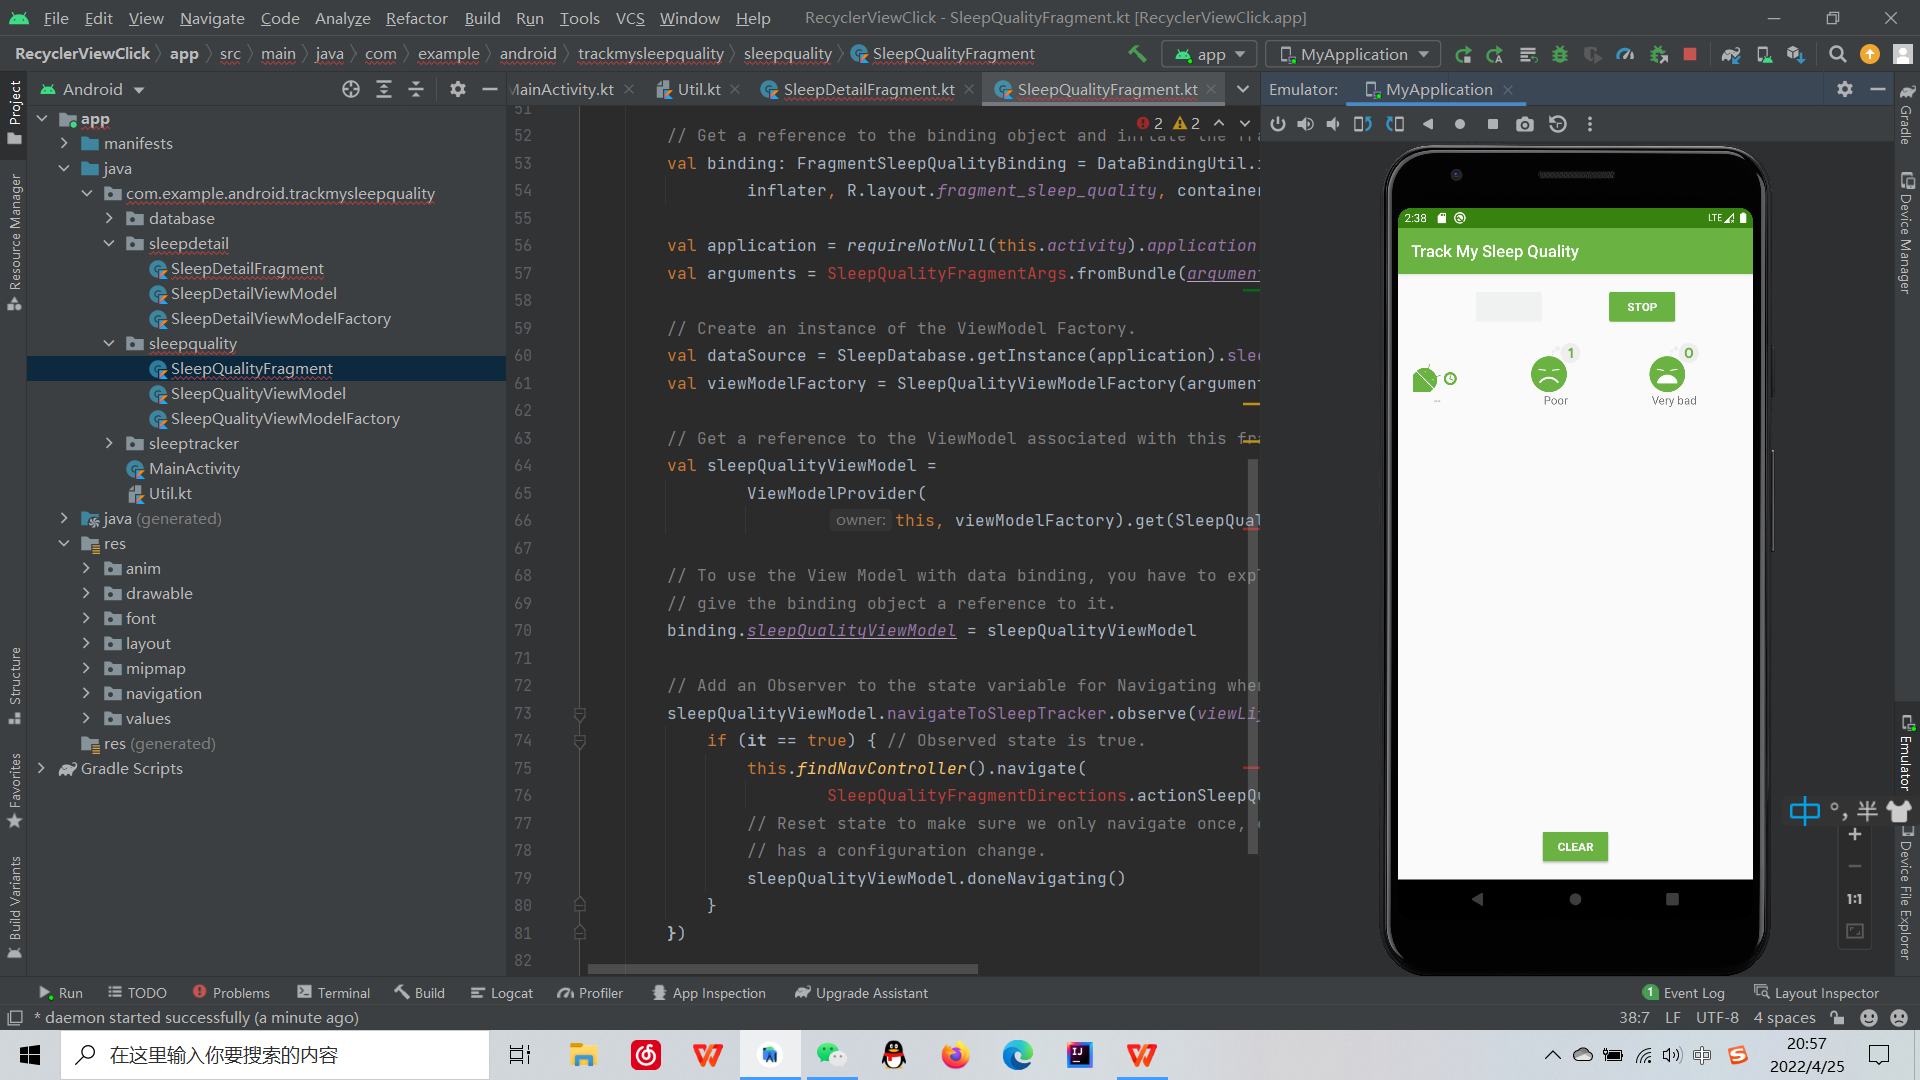 File Edit View Navigate Code Analyze Refactor Build Run Tools VCS Window Help RecyclerViewClick - SleepQualityFragment.kt [RecyclerViewClick.app]
RecyclerViewClick app src main java com example android trackmysleepquality sleepquality SleepQualityFragment app MyApplication
Project
Resource Manager
Structure
Favorites
Build Variants
Android
app
manifests
java
com.example.android.trackmysleepquality
database
sleepdetail
SleepDetailFragment
SleepDetailViewModel
SleepDetailViewModelFactory
sleepquality
SleepQualityFragment
SleepQualityViewModel
SleepQualityViewModelFactory
sleeptracker
MainActivity
Util.kt
java (generated)
res
anim
drawable
font
layout
mipmap
navigation
values
res (generated)
Gradle Scripts
MainActivity.kt Util.kt SleepDetailFragment.kt SleepQualityFragment.kt
2 2
51
52 // Get a reference to the binding object and inflate the fra
53 val binding: FragmentSleepQualityBinding = DataBindingUtil.i
54 inflater, R.layout.fragment_sleep_quality, container
55
56 val application = requireNotNull(this.activity).application
57 val arguments = SleepQualityFragmentArgs.fromBundle(argument
58
59 // Create an instance of the ViewModel Factory.
60 val dataSource = SleepDatabase.getInstance(application).slee
61 val viewModelFactory = SleepQualityViewModelFactory(argument
62
63 // Get a reference to the ViewModel associated with this fra
64 val sleepQualityViewModel =
65 ViewModelProvider(
66 owner: this, viewModelFactory).get(SleepQual
67
68 // To use the View Model with data binding, you have to expl
69 // give the binding object a reference to it.
70 binding.sleepQualityViewModel = sleepQualityViewModel
71
72 // Add an Observer to the state variable for Navigating when
73 sleepQualityViewModel.navigateToSleepTracker.observe(viewLif
74 if (it == true) { // Observed state is true.
75 this.findNavController().navigate(
76 SleepQualityFragmentDirections.actionSleepQu
77 // Reset state to make sure we only navigate once,
78 // has a configuration change.
79 sleepQualityViewModel.doneNavigating()
80 }
81 })
82
Emulator: MyApplication
2:38 LTE
Track My Sleep Quality
STOP
1 0
-- Poor Very bad
CLEAR
Gradle
Device Manager
Emulator
Device File Explorer
中 °, 半
1:1
Run TODO Problems Terminal Build Logcat Profiler App Inspection Upgrade Assistant 1 Event Log Layout Inspector
* daemon started successfully (a minute ago) 38:7 LF UTF-8 4 spaces
在这里输入你要搜索的内容
中
20:57
2022/4/25